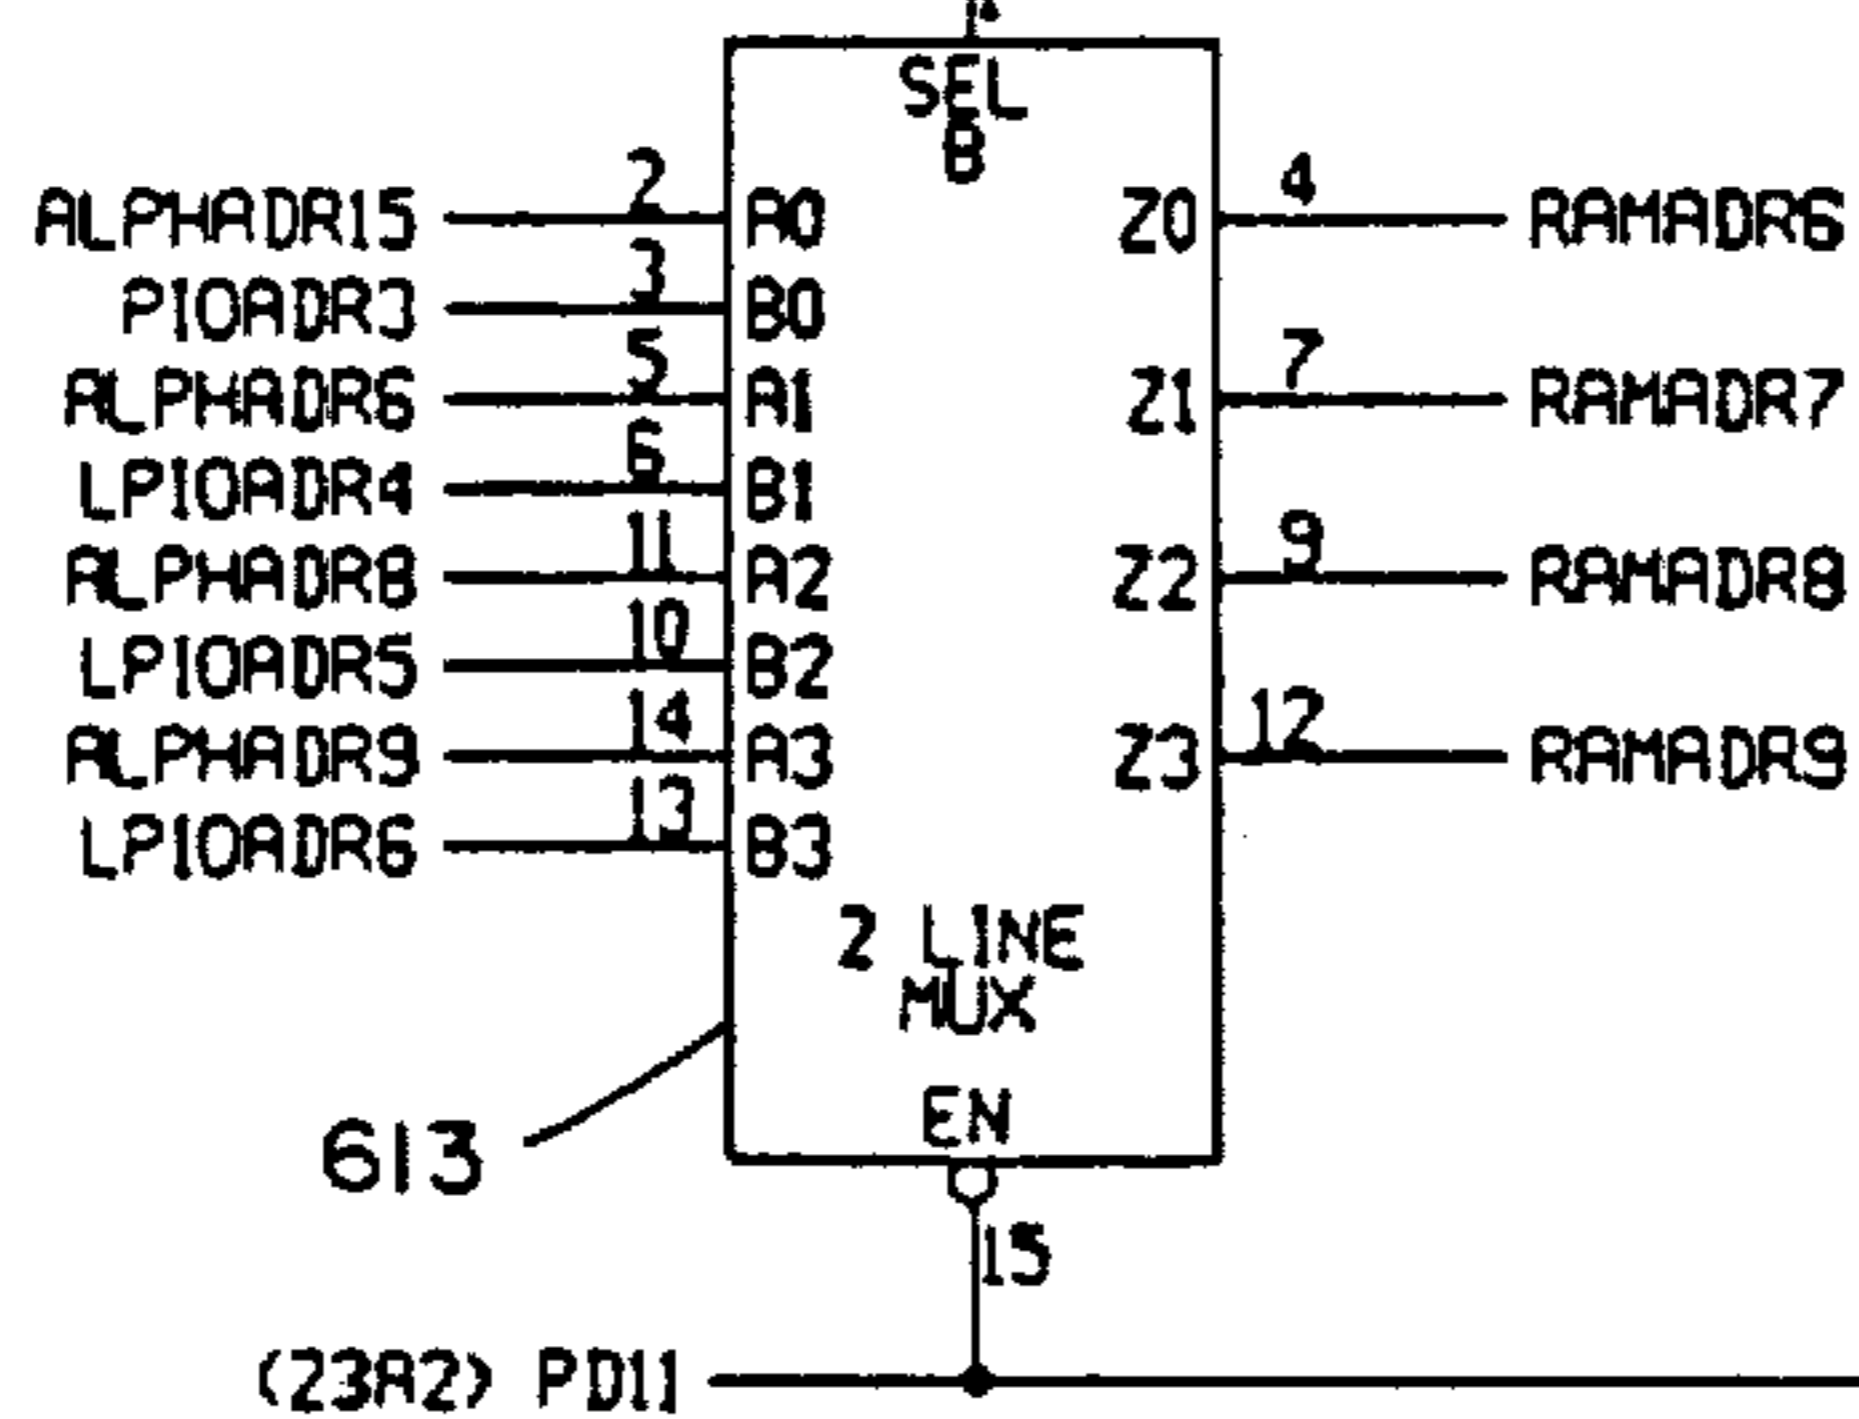 SEL
B
ALPHADR15 2 A0 Z0 4 RAMADR6
PIOADR3 3 B0
ALPHADR6 5 A1 Z1 7 RAMADR7
LPIOADR4 6 B1
ALPHADR8 11 A2 Z2 9 RAMADR8
LPIOADR5 10 B2
ALPHADR9 14 A3 Z3 12 RAMADR9
LPIOADR6 13 B3
2 LINE
MUX
EN
613
15
(23A2) PD11